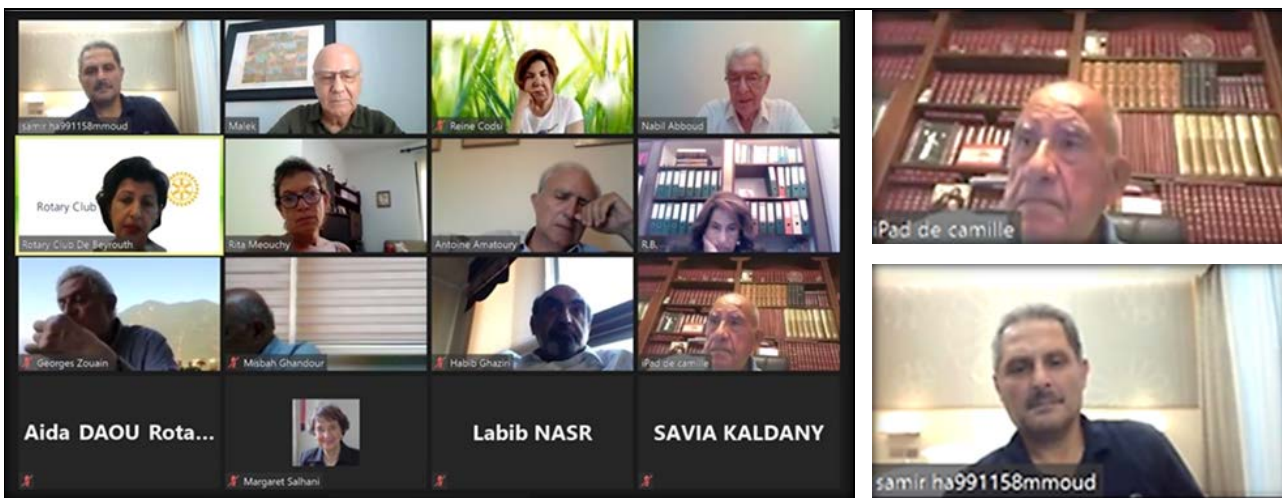 samir ha991158mmoud
Malek
Reine Codsi
Nabil Abboud
Rotary Club
Rotary Club De Beyrouth
Rita Meouchy
Antoine Amatoury
R.B.
Georges Zouain
Misbah Ghandour
Habib Ghaziri
iPad de camille
Aida DAOU Rota...
Margaret Salhani
Labib NASR
SAVIA KALDANY
iPad de camille
samir ha991158mmoud